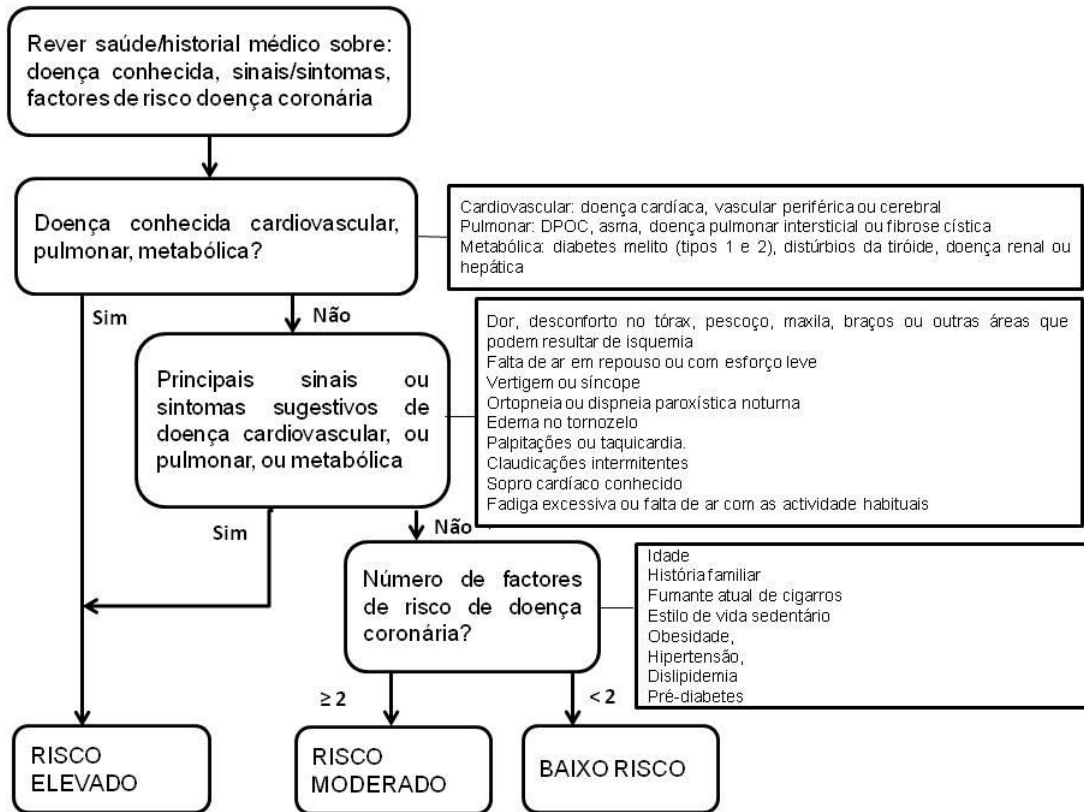 Rever saúde/historial médico sobre:
doença conhecida, sinais/sintomas,
factores de risco doença coronária
Doença conhecida cardiovascular,
pulmonar, metabólica?
Cardiovascular: doença cardíaca, vascular periférica ou cerebral
Pulmonar: DPOC, asma, doença pulmonar intersticial ou fibrose cística
Metabólica: diabetes melito (tipos 1 e 2), distúrbios da tiróide, doença renal ou
hepática
Sim
Não
Principais sinais ou
sintomas sugestivos de
doença cardiovascular, ou
pulmonar, ou metabólica
Dor, desconforto no tórax, pescoço, maxila, braços ou outras áreas que
podem resultar de isquemia
Falta de ar em repouso ou com esforço leve
Vertigem ou síncope
Ortopneia ou dispneia paroxística noturna
Edema no tornozelo
Palpitações ou taquicardia.
Claudicações intermitentes
Sopro cardíaco conhecido
Fadiga excessiva ou falta de ar com as actividade habituais
Sim
Não
Número de factores
de risco de doença
coronária?
Idade
História familiar
Fumante atual de cigarros
Estilo de vida sedentário
Obesidade,
Hipertensão,
Dislipidemia
Pré-diabetes
≥ 2
< 2
RISCO
ELEVADO
RISCO
MODERADO
BAIXO RISCO